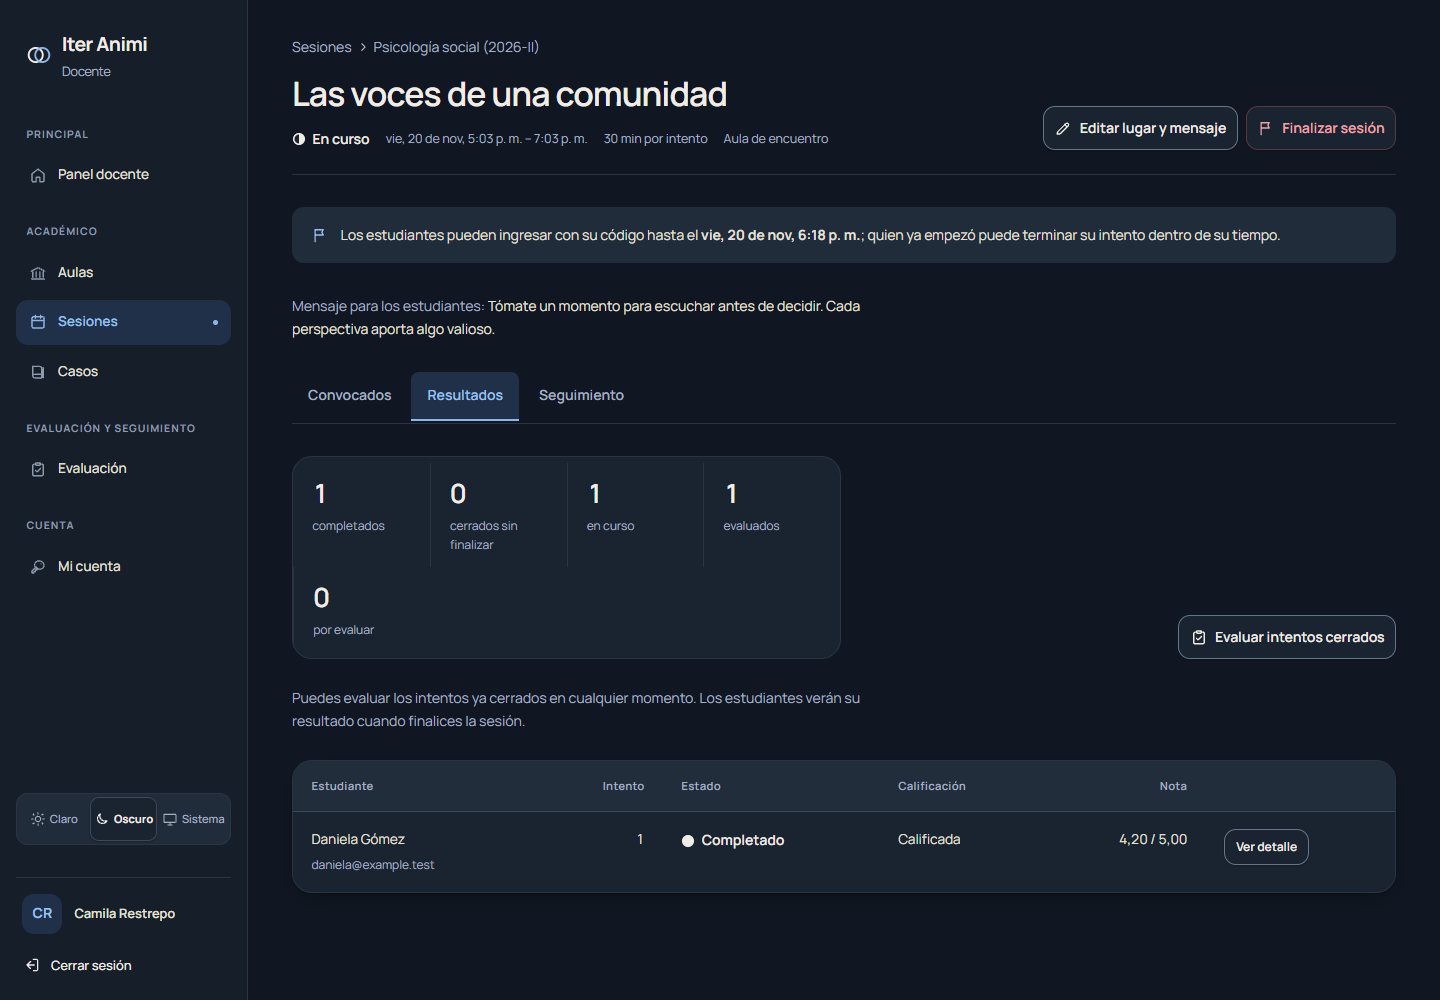 Iter Animi
Docente
PRINCIPAL
Panel docente
ACADÉMICO
Aulas
Sesiones
Casos
EVALUACIÓN Y SEGUIMIENTO
Evaluación
CUENTA
Mi cuenta
Claro
Oscuro
Sistema
CR
Camila Restrepo
Cerrar sesión
Sesiones > Psicología social (2026-II)
Las voces de una comunidad
En curso vie, 20 de nov, 5:03 p. m. – 7:03 p. m. 30 min por intento Aula de encuentro
Editar lugar y mensaje
Finalizar sesión
Los estudiantes pueden ingresar con su código hasta el vie, 20 de nov, 6:18 p. m.; quien ya empezó puede terminar su intento dentro de su tiempo.
Mensaje para los estudiantes: Tómate un momento para escuchar antes de decidir. Cada
perspectiva aporta algo valioso.
Convocados
Resultados
Seguimiento
1
completados
0
cerrados sin
finalizar
1
en curso
1
evaluados
0
por evaluar
Evaluar intentos cerrados
Puedes evaluar los intentos ya cerrados en cualquier momento. Los estudiantes verán su
resultado cuando finalices la sesión.
Estudiante Intento Estado Calificación Nota
Daniela Gómez 1 Completado Calificada 4,20 / 5,00 Ver detalle
daniela@example.test